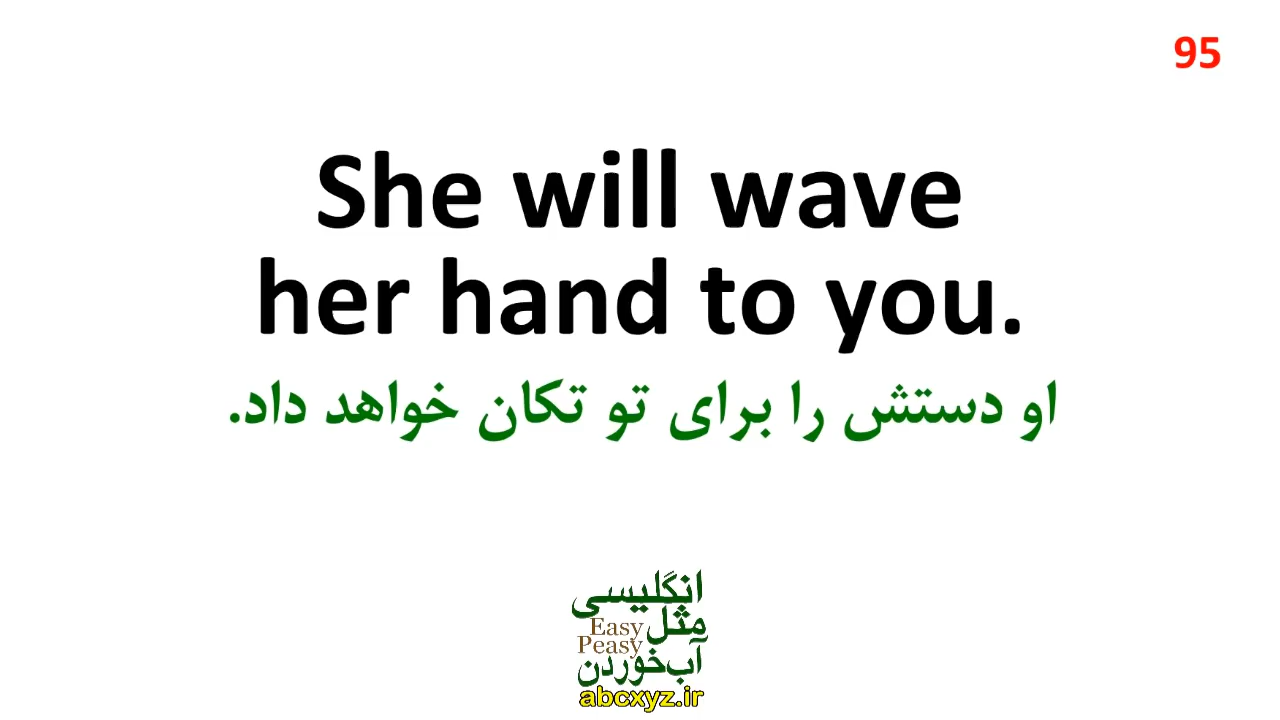 95
She will wave
her hand to you.
او دستش را برای تو تکان خواهد داد.
انگلیسی
مثل
Easy
Peasy
آب‌خوردن
abcxyz.ir